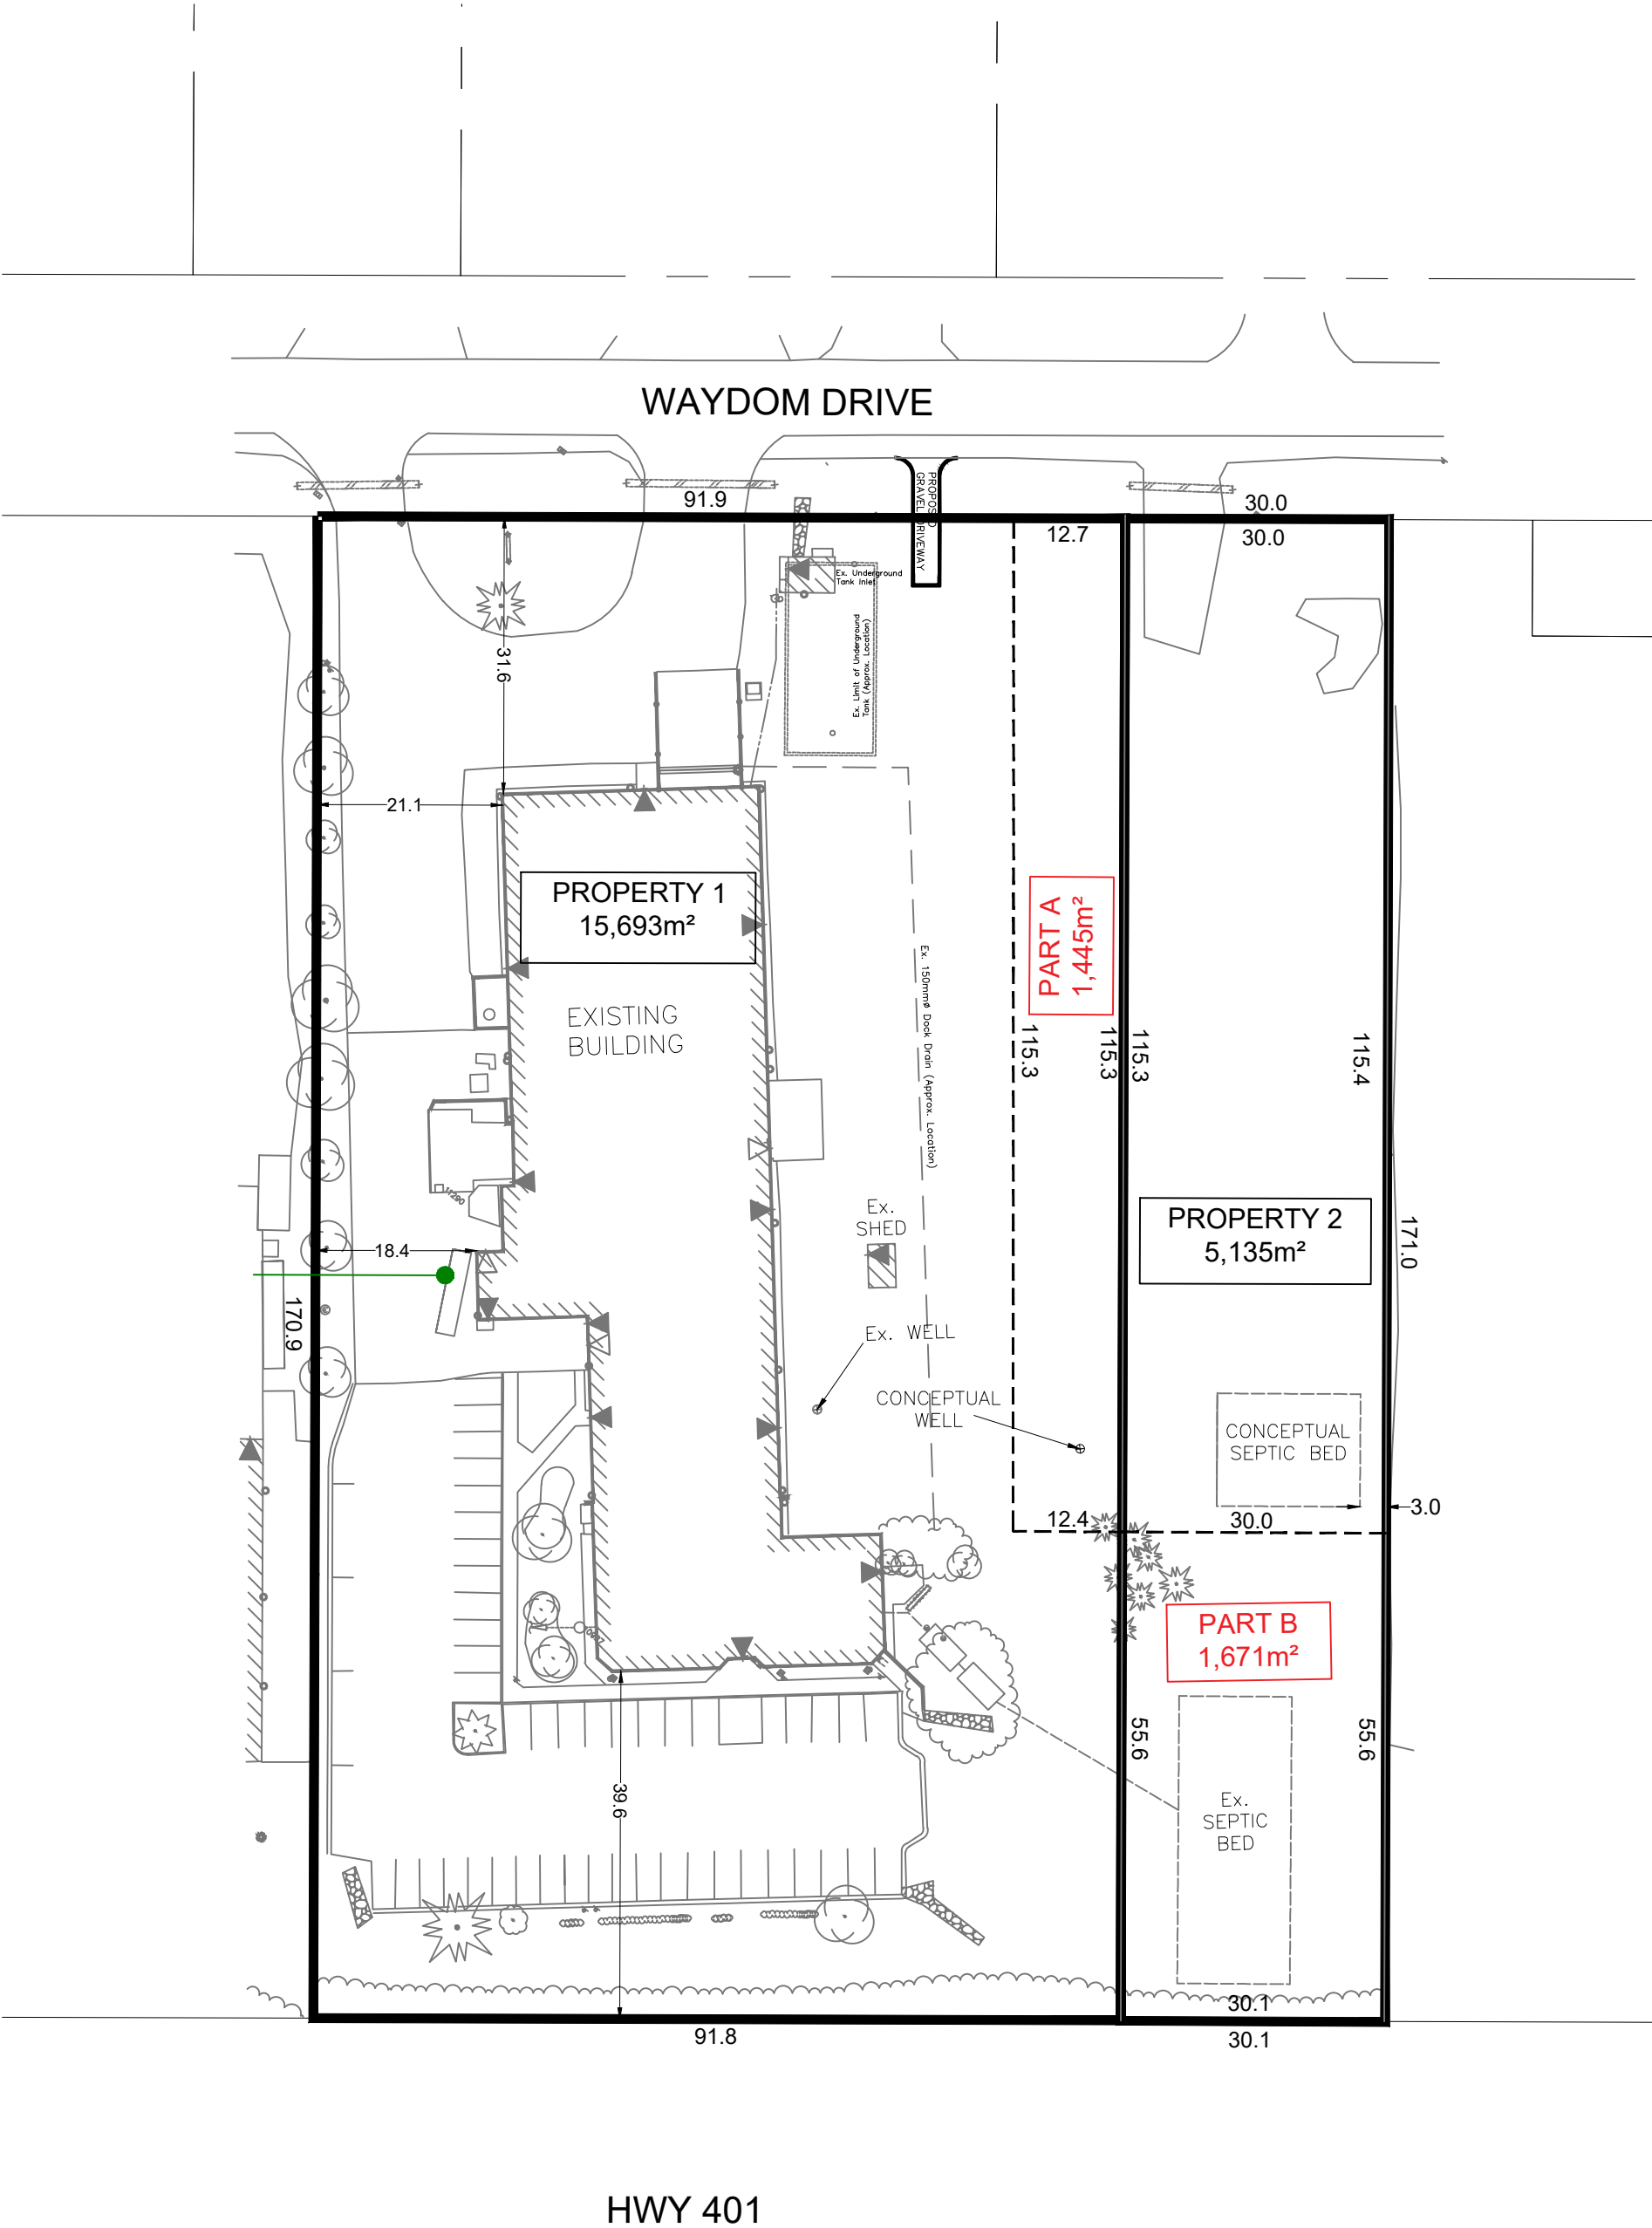 WAYDOM DRIVE
91.9
30.0
12.7
30.0
PROPOSED
GRAVEL DRIVEWAY
Ex. Underground
Tank Inlet
Ex. Limit of Underground
Tank (Approx. Location)
31.6
21.1
PROPERTY 1
15,693m²
PART A
1,445m²
EXISTING
BUILDING
Ex. 150mmø Dock Drain (Approx. Location)
115.3
115.3
115.3
115.4
Ex.
SHED
PROPERTY 2
5,135m²
171.0
18.4
170.9
Ex. WELL
CONCEPTUAL
WELL
CONCEPTUAL
SEPTIC BED
3.0
12.4
30.0
PART B
1,671m²
55.6
55.6
39.6
Ex.
SEPTIC
BED
30.1
91.8
30.1
HWY 401